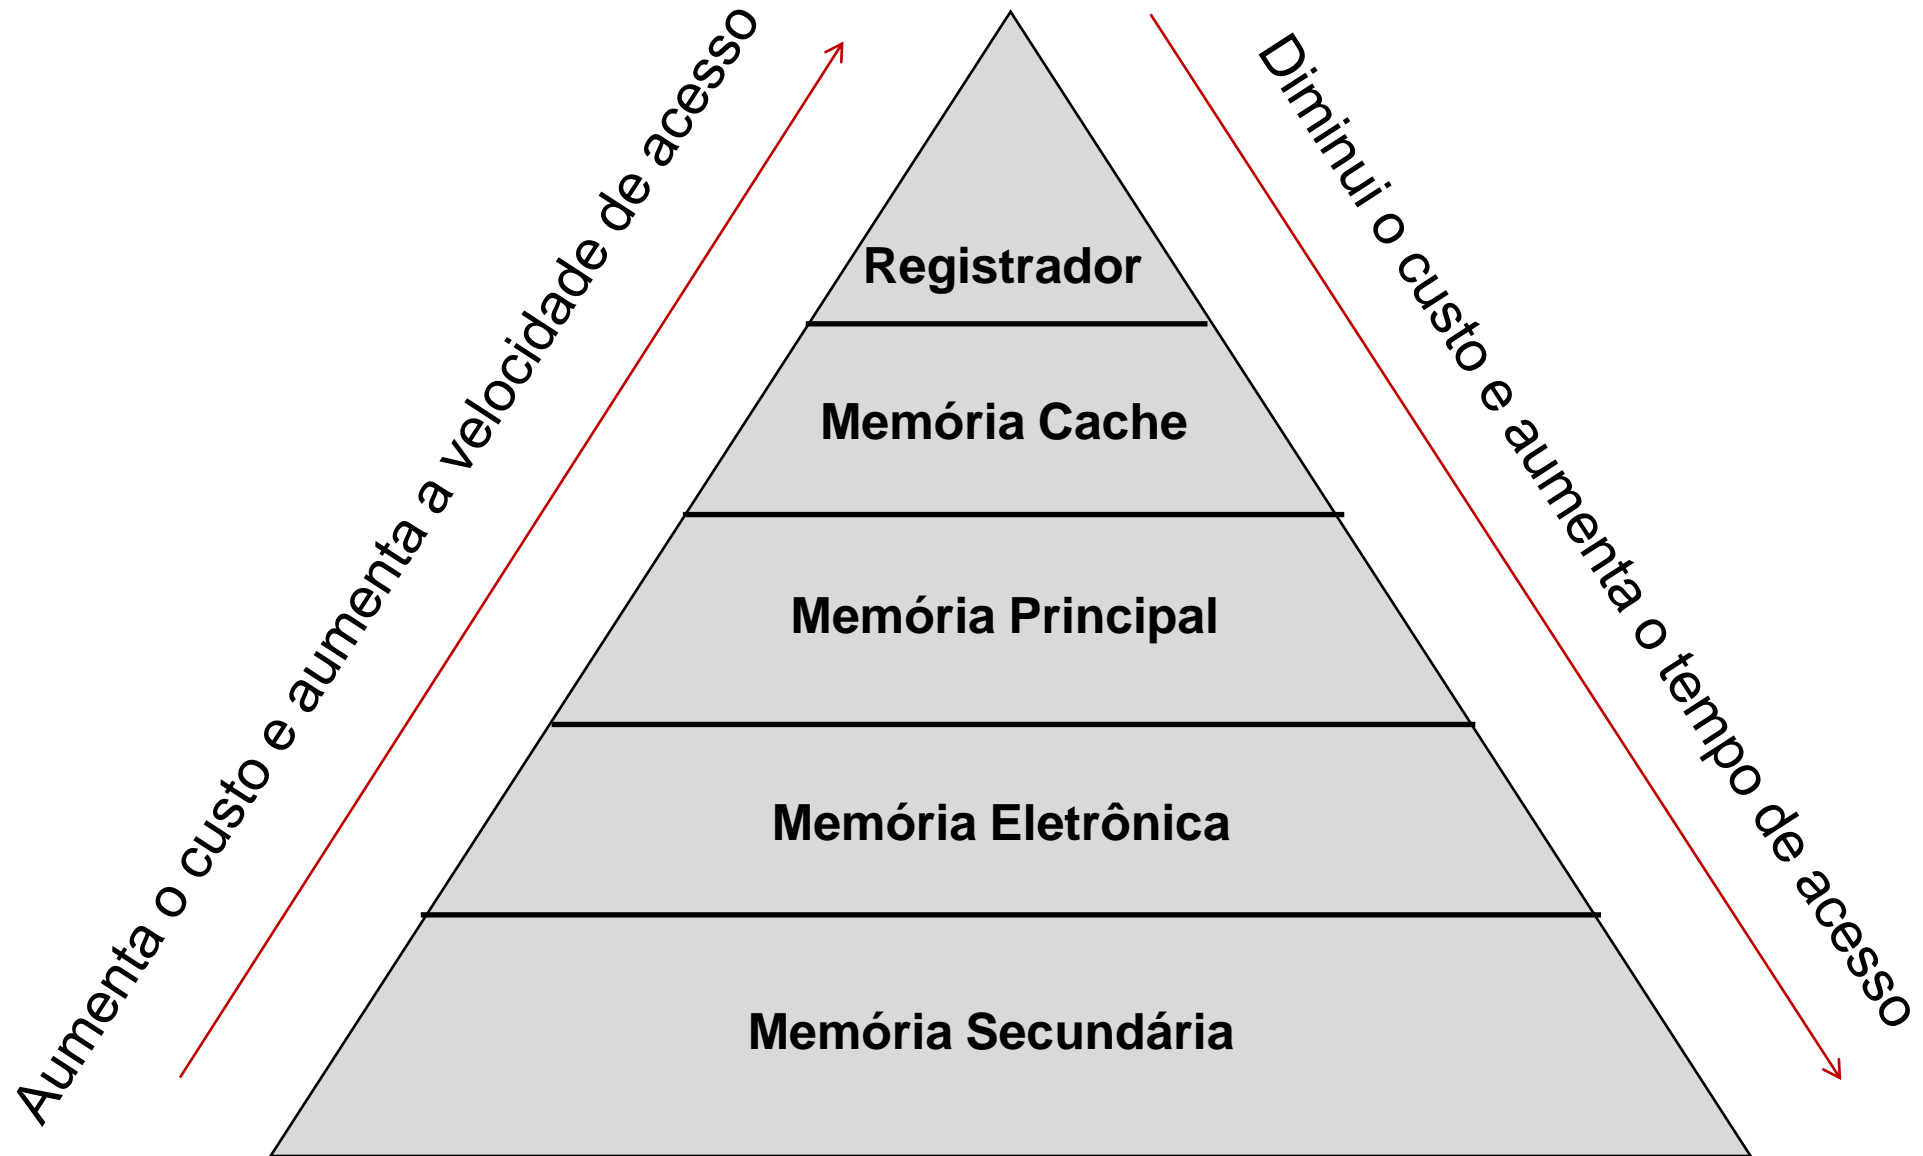 Aumenta o custo e aumenta a velocidade de acesso
Diminui o custo e aumenta o tempo de acesso
Registrador
Memória Cache
Memória Principal
Memória Eletrônica
Memória Secundária